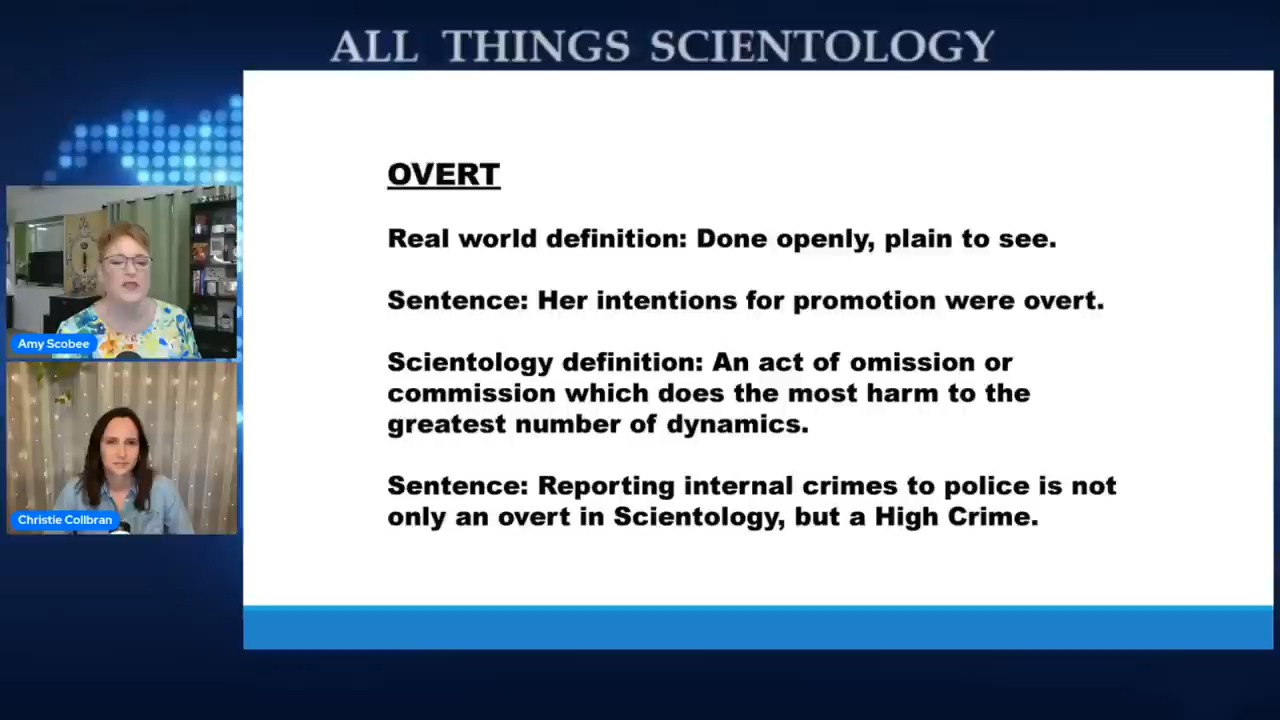 ALL THINGS SCIENTOLOGY
OVERT
Real world definition: Done openly, plain to see.
Sentence: Her intentions for promotion were overt.
Scientology definition: An act of omission or
commission which does the most harm to the
greatest number of dynamics.
Sentence: Reporting internal crimes to police is not
only an overt in Scientology, but a High Crime.
Amy Scobee
Christie Collbran